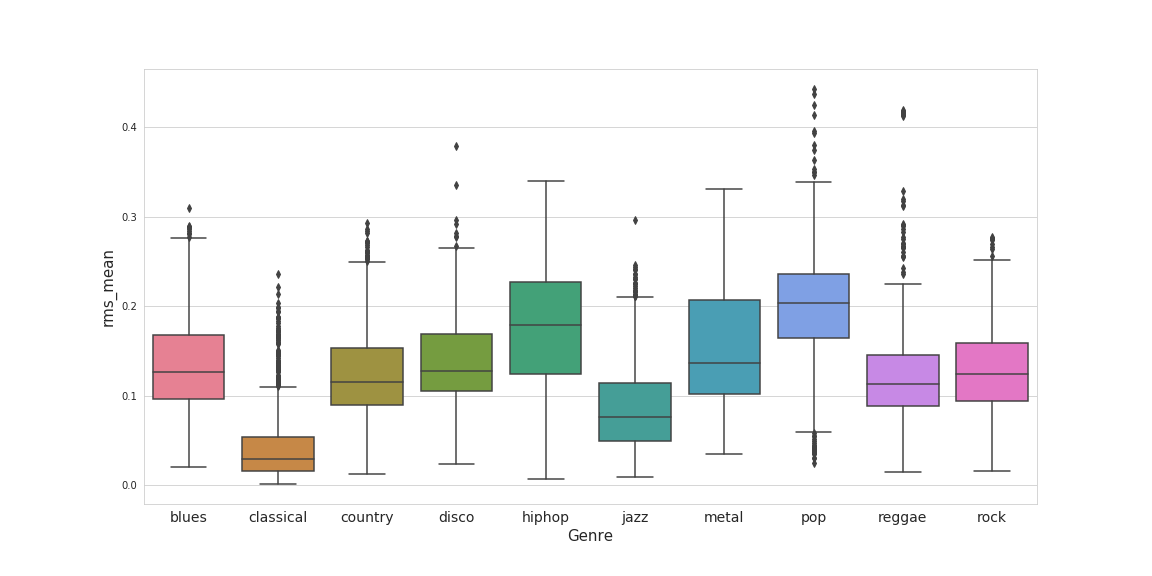 0.4
0.3
rms_mean
0.2
0.1
0.0
blues classical country disco hiphop jazz metal pop reggae rock
Genre